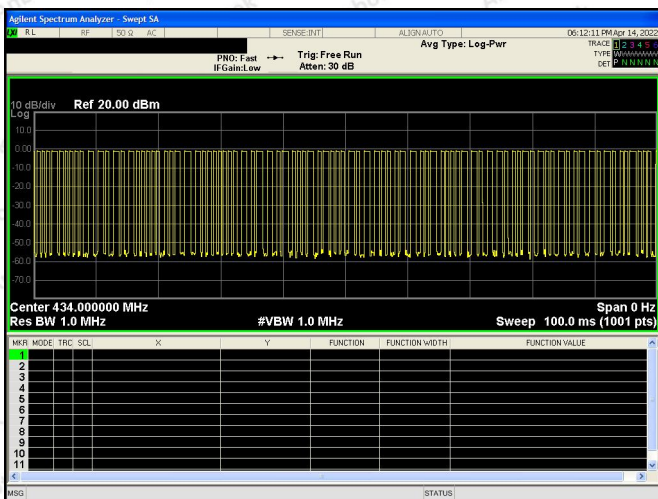 Agilent Spectrum Analyzer - Swept SA
LXI RL RF 50 Ω AC SENSE:INT ALIGN AUTO 06:12:11 PM Apr 14, 2022
Avg Type: Log-Pwr TRACE 1 2 3 4 5 6
PNO: Fast Trig: Free Run TYPE W
IFGain:Low Atten: 30 dB DET P N N N N N
10 dB/div Ref 20.00 dBm
Log
10.0
0.00
-10.0
-20.0
-30.0
-40.0
-50.0
-60.0
-70.0
Center 434.000000 MHz Span 0 Hz
Res BW 1.0 MHz #VBW 1.0 MHz Sweep 100.0 ms (1001 pts)
MKR MODE TRC SCL X Y FUNCTION FUNCTION WIDTH FUNCTION VALUE
1
2
3
4
5
6
7
8
9
10
11
MSG STATUS